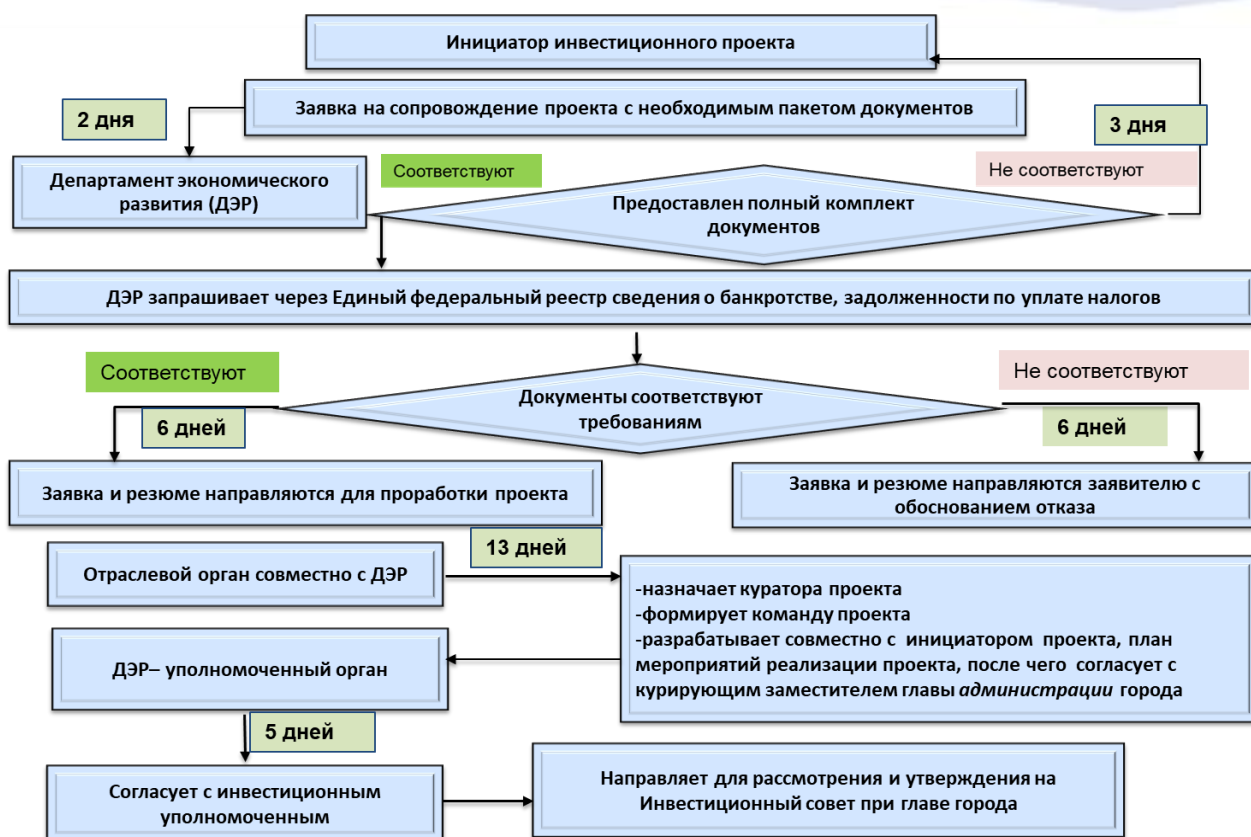 Инициатор инвестиционного проекта
Заявка на сопровождение проекта с необходимым пакетом документов
2 дня
3 дня
Департамент экономического
развития (ДЭР)
Соответствуют
Не соответствуют
Предоставлен полный комплект
документов
ДЭР запрашивает через Единый федеральный реестр сведения о банкротстве, задолженности по уплате налогов
Соответствуют
Не соответствуют
Документы соответствуют
требованиям
6 дней
6 дней
Заявка и резюме направляются для проработки проекта
Заявка и резюме направляются заявителю с
обоснованием отказа
13 дней
Отраслевой орган совместно с ДЭР
-назначает куратора проекта
-формирует команду проекта
-разрабатывает совместно с инициатором проекта, план
мероприятий реализации проекта, после чего согласует с
курирующим заместителем главы администрации города
ДЭР– уполномоченный орган
5 дней
Согласует с инвестиционным
уполномоченным
Направляет для рассмотрения и утверждения на
Инвестиционный совет при главе города